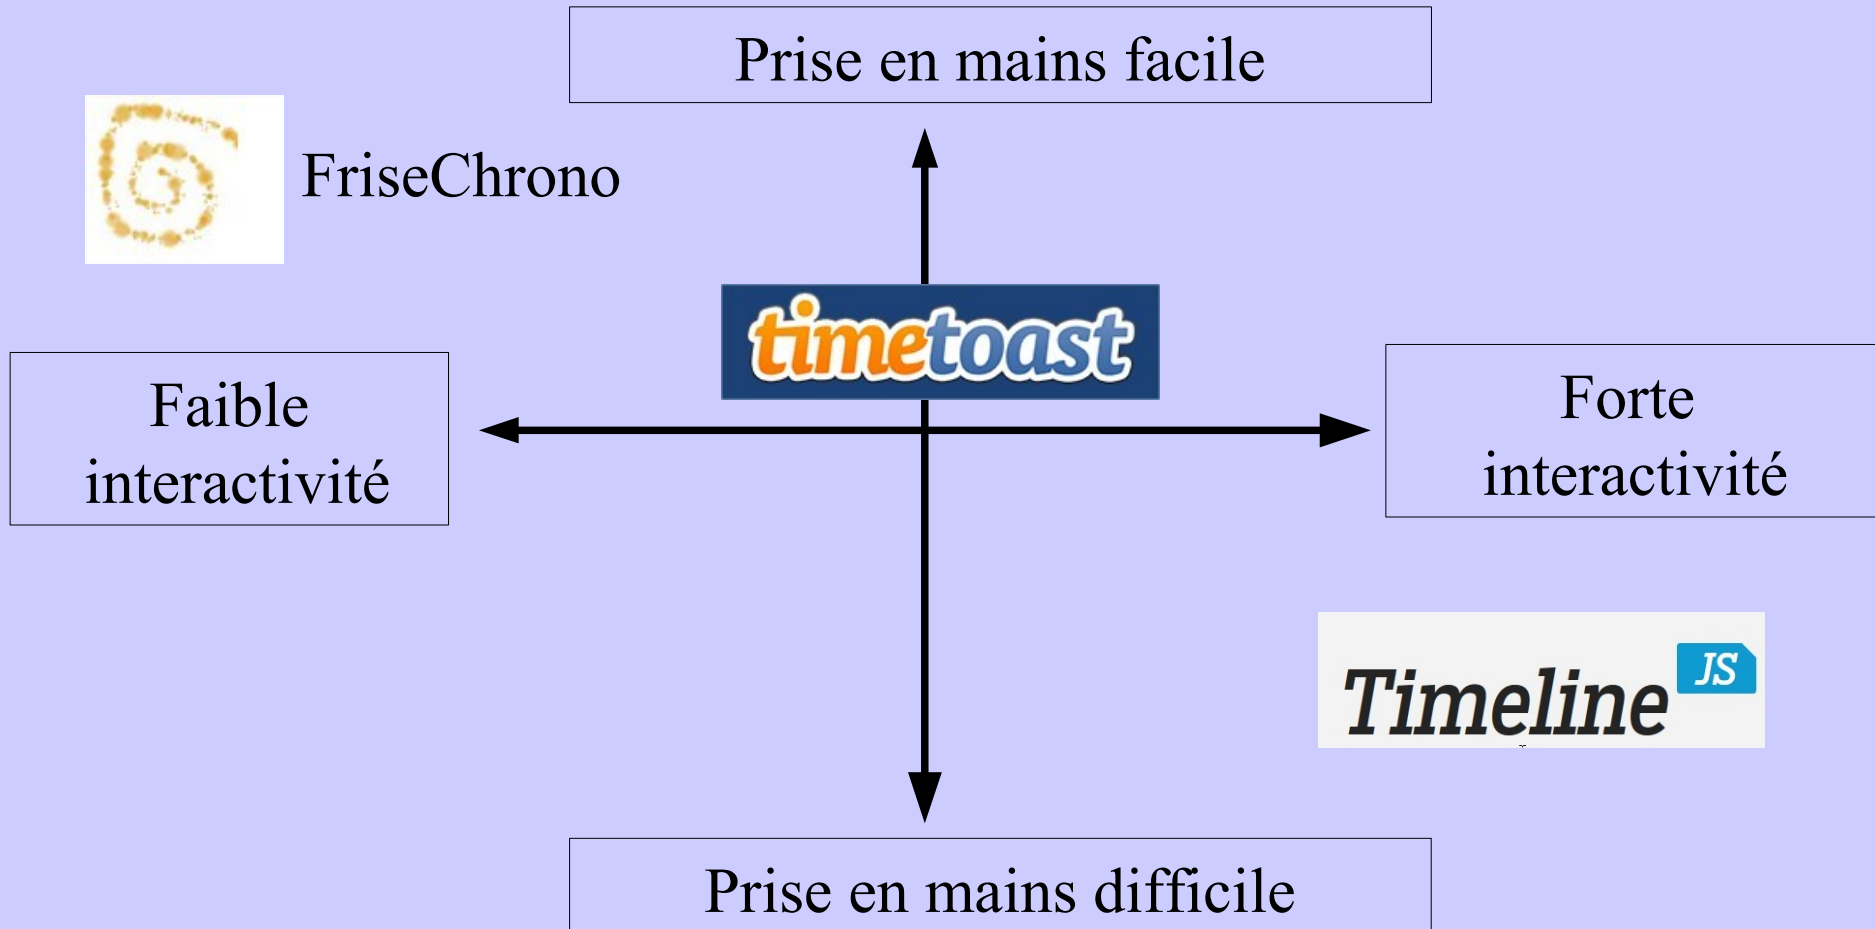 Prise en mains facile
FriseChrono
timetoast
Faible
interactivité
Forte
interactivité
Timeline JS
Prise en mains difficile